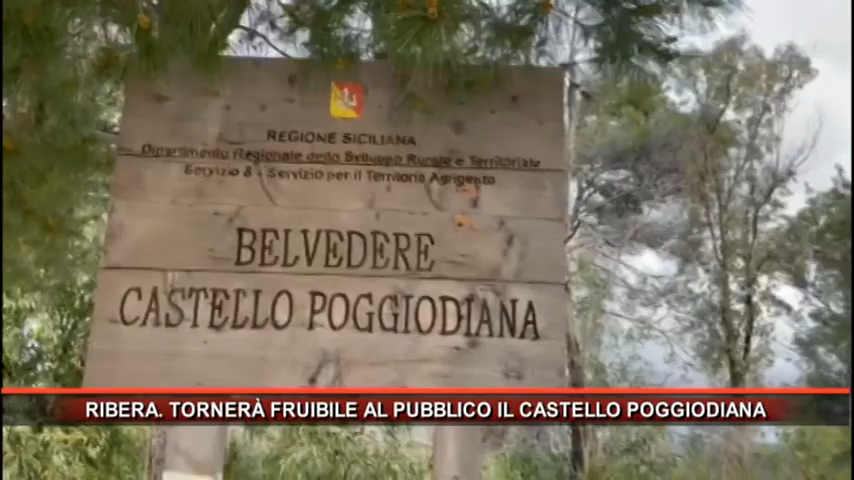 REGIONE SICILIANA
Dipartimento Regionale dello Sviluppo Rurale e Territoriale
Servizio 8 - Servizio per il Territorio Agrigento
BELVEDERE
CASTELLO POGGIODIANA
RIBERA. TORNERÀ FRUIBILE AL PUBBLICO IL CASTELLO POGGIODIANA